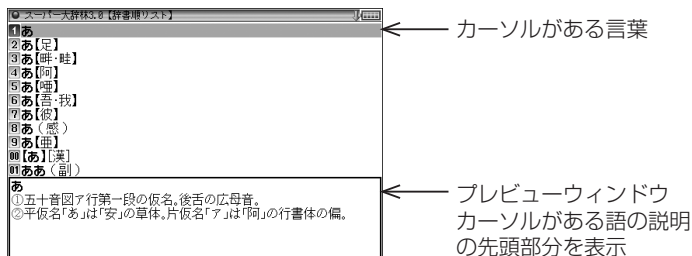 スーパー大辞林3.0【辞書順リスト】
1あ
2あ【足】
3あ【畔・畦】
4あ【阿】
5あ【唖】
6あ【吾・我】
7あ【彼】
8あ（感）
9あ【亜】
00【あ】[漢]
01ああ（副）
あ
①五十音図ア行第一段の仮名。後舌の広母音。
②平仮名「あ」は「安」の草体。片仮名「ァ」は「阿」の行書体の偏。
カーソルがある言葉
プレビューウィンドウ
カーソルがある語の説明
の先頭部分を表示